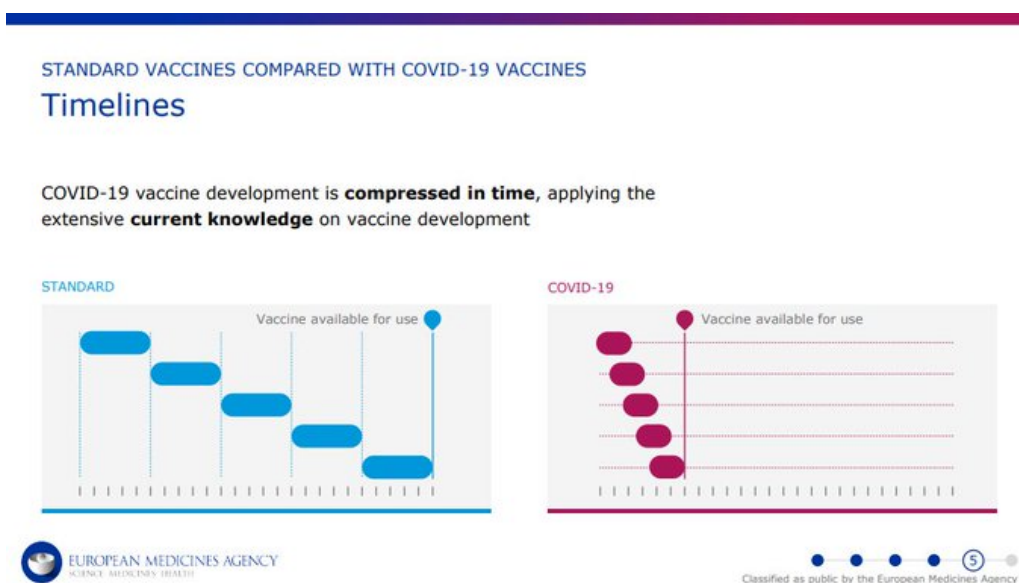 STANDARD VACCINES COMPARED WITH COVID-19 VACCINES
Timelines
COVID-19 vaccine development is compressed in time, applying the
extensive current knowledge on vaccine development
STANDARD
Vaccine available for use
COVID-19
Vaccine available for use
EUROPEAN MEDICINES AGENCY
SCIENCE MEDICINES HEALTH
5
Classified as public by the European Medicines Agency